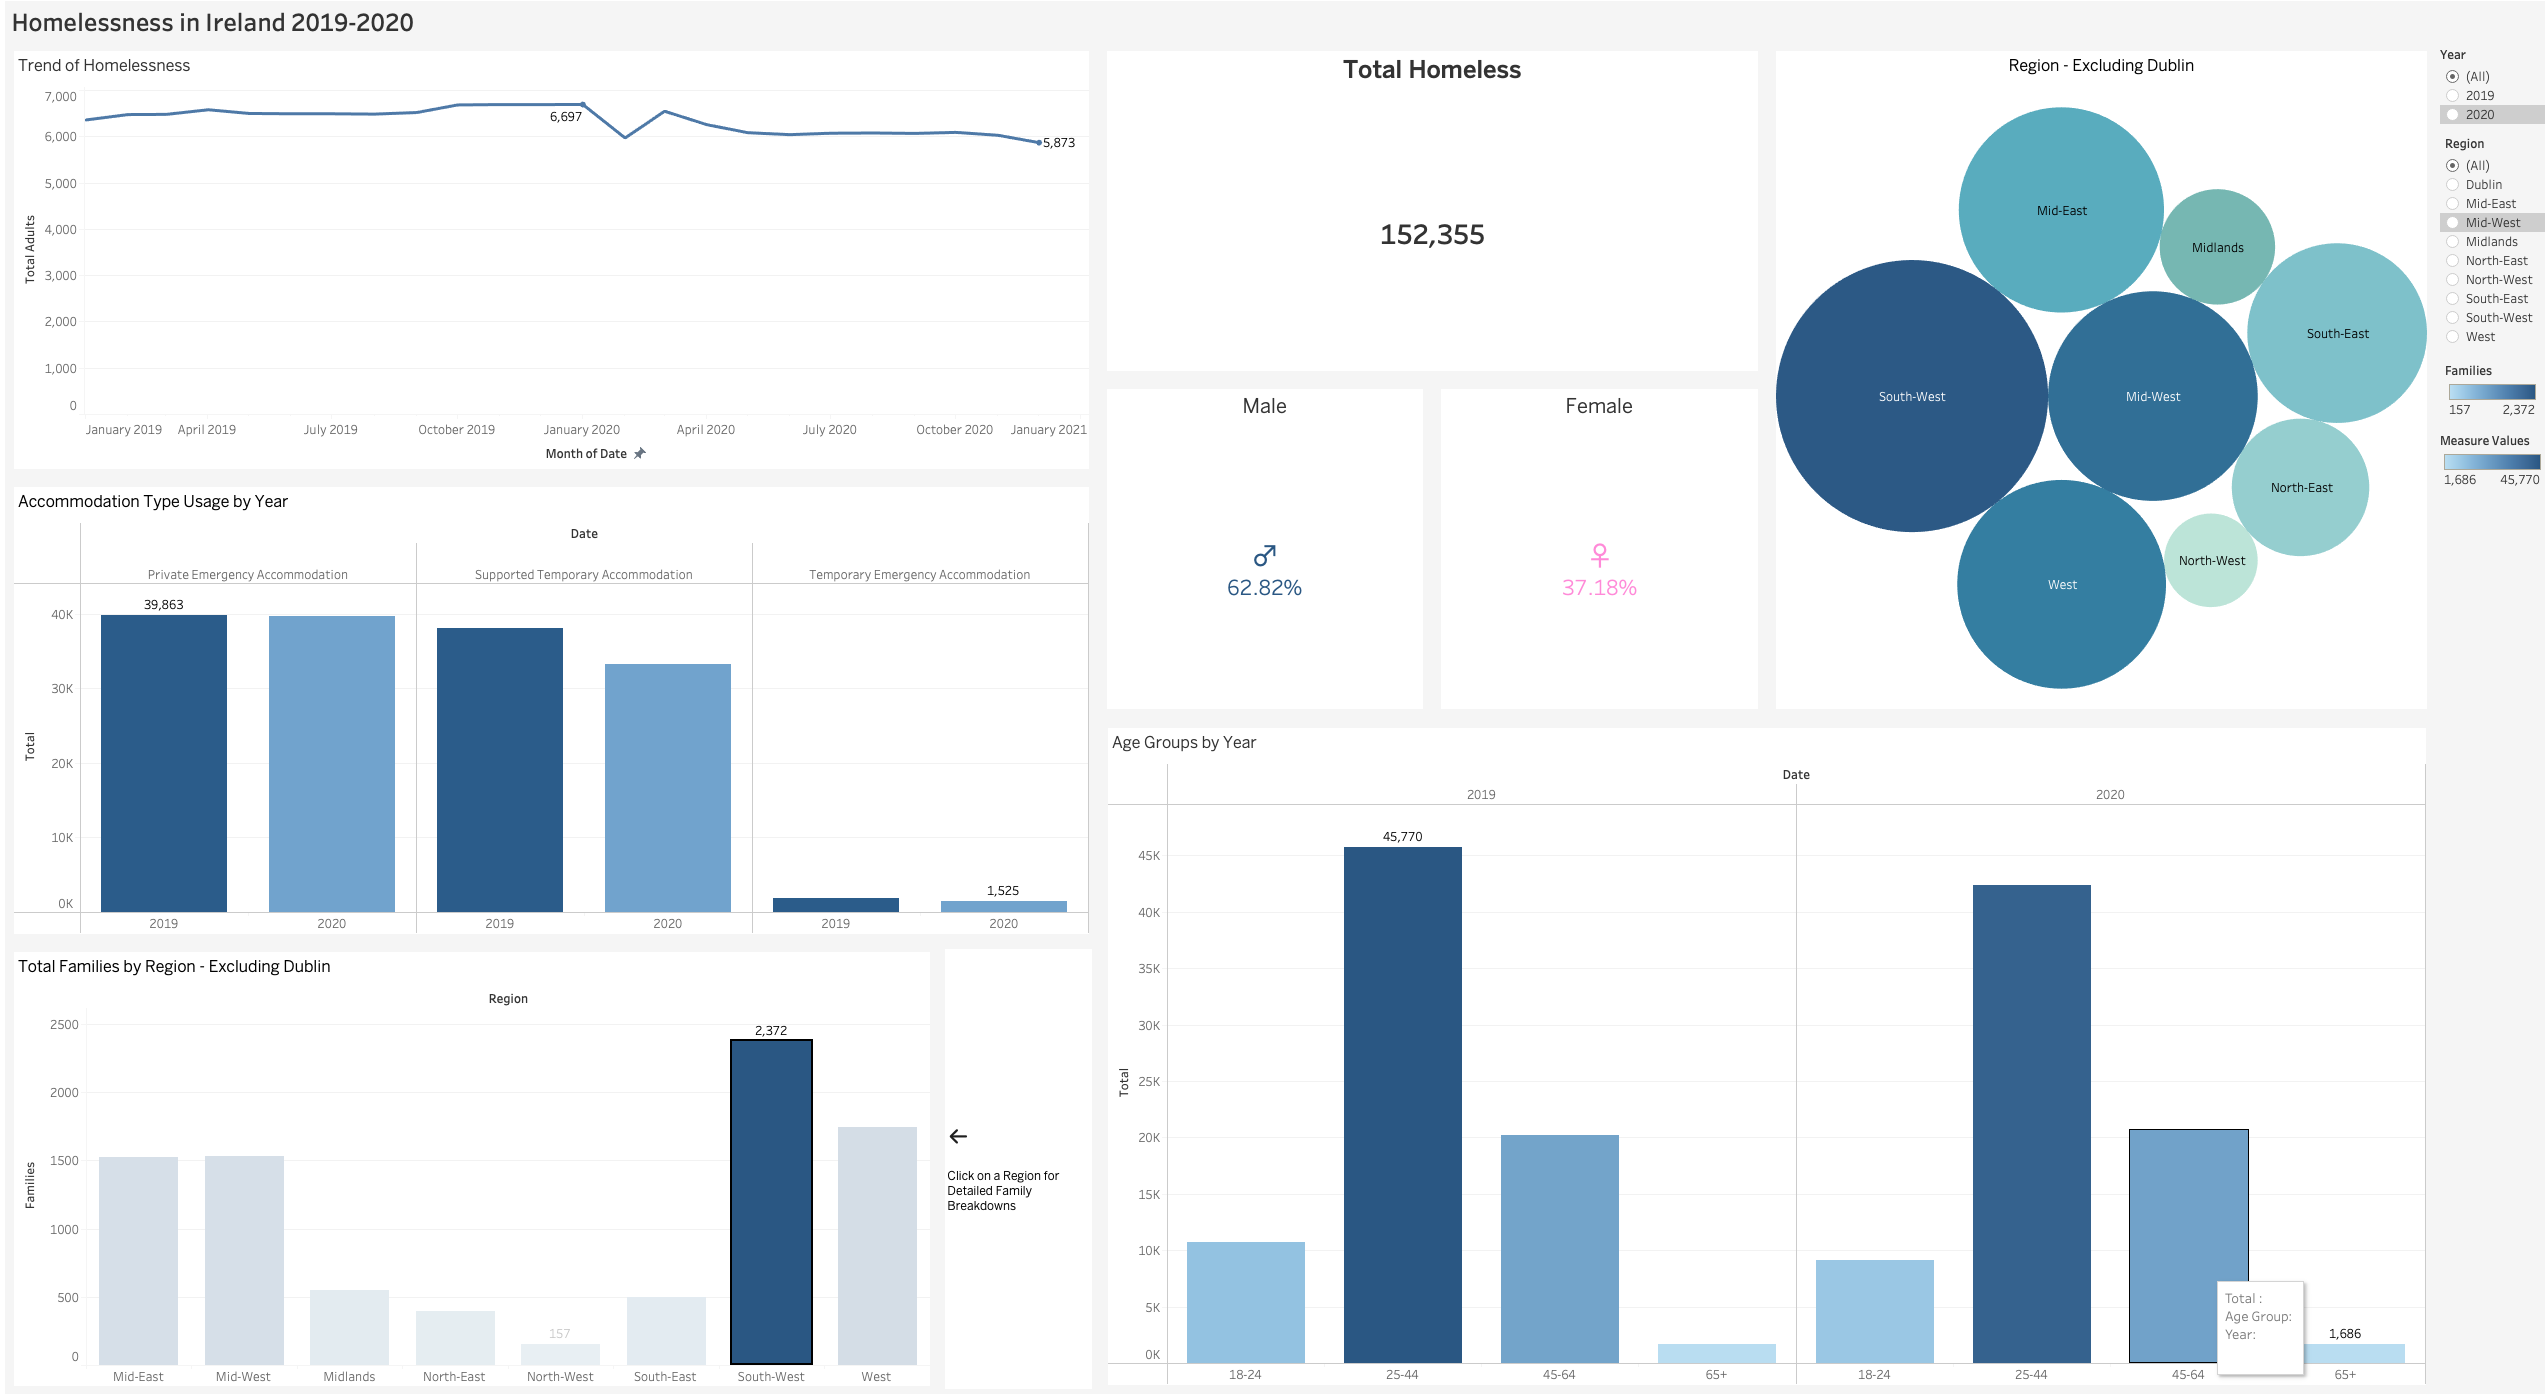 Homelessness in Ireland 2019-2020
Trend of Homelessness
7,000
6,000
5,000
4,000
3,000
2,000
1,000
0
Total Adults
6,697
5,873
January 2019 April 2019 July 2019 October 2019 January 2020 April 2020 July 2020 October 2020 January 2021
Month of Date
Total Homeless
152,355
Male
♂
62.82%
Female
♀
37.18%
Region - Excluding Dublin
Mid-East
Midlands
South-East
South-West
Mid-West
North-East
North-West
West
Year
(All)
2019
2020
Region
(All)
Dublin
Mid-East
Mid-West
Midlands
North-East
North-West
South-East
South-West
West
Families
157 2,372
Measure Values
1,686 45,770
Accommodation Type Usage by Year
Date
Private Emergency Accommodation Supported Temporary Accommodation Temporary Emergency Accommodation
Total
40K
30K
20K
10K
0K
39,863
1,525
2019 2020 2019 2020 2019 2020
Total Families by Region - Excluding Dublin
Region
Families
2500
2000
1500
1000
500
0
2,372
157
Mid-East Mid-West Midlands North-East North-West South-East South-West West
←
Click on a Region for
Detailed Family
Breakdowns
Age Groups by Year
Date
2019 2020
Total
45K
40K
35K
30K
25K
20K
15K
10K
5K
0K
45,770
1,686
Total :
Age Group:
Year:
18-24 25-44 45-64 65+ 18-24 25-44 45-64 65+